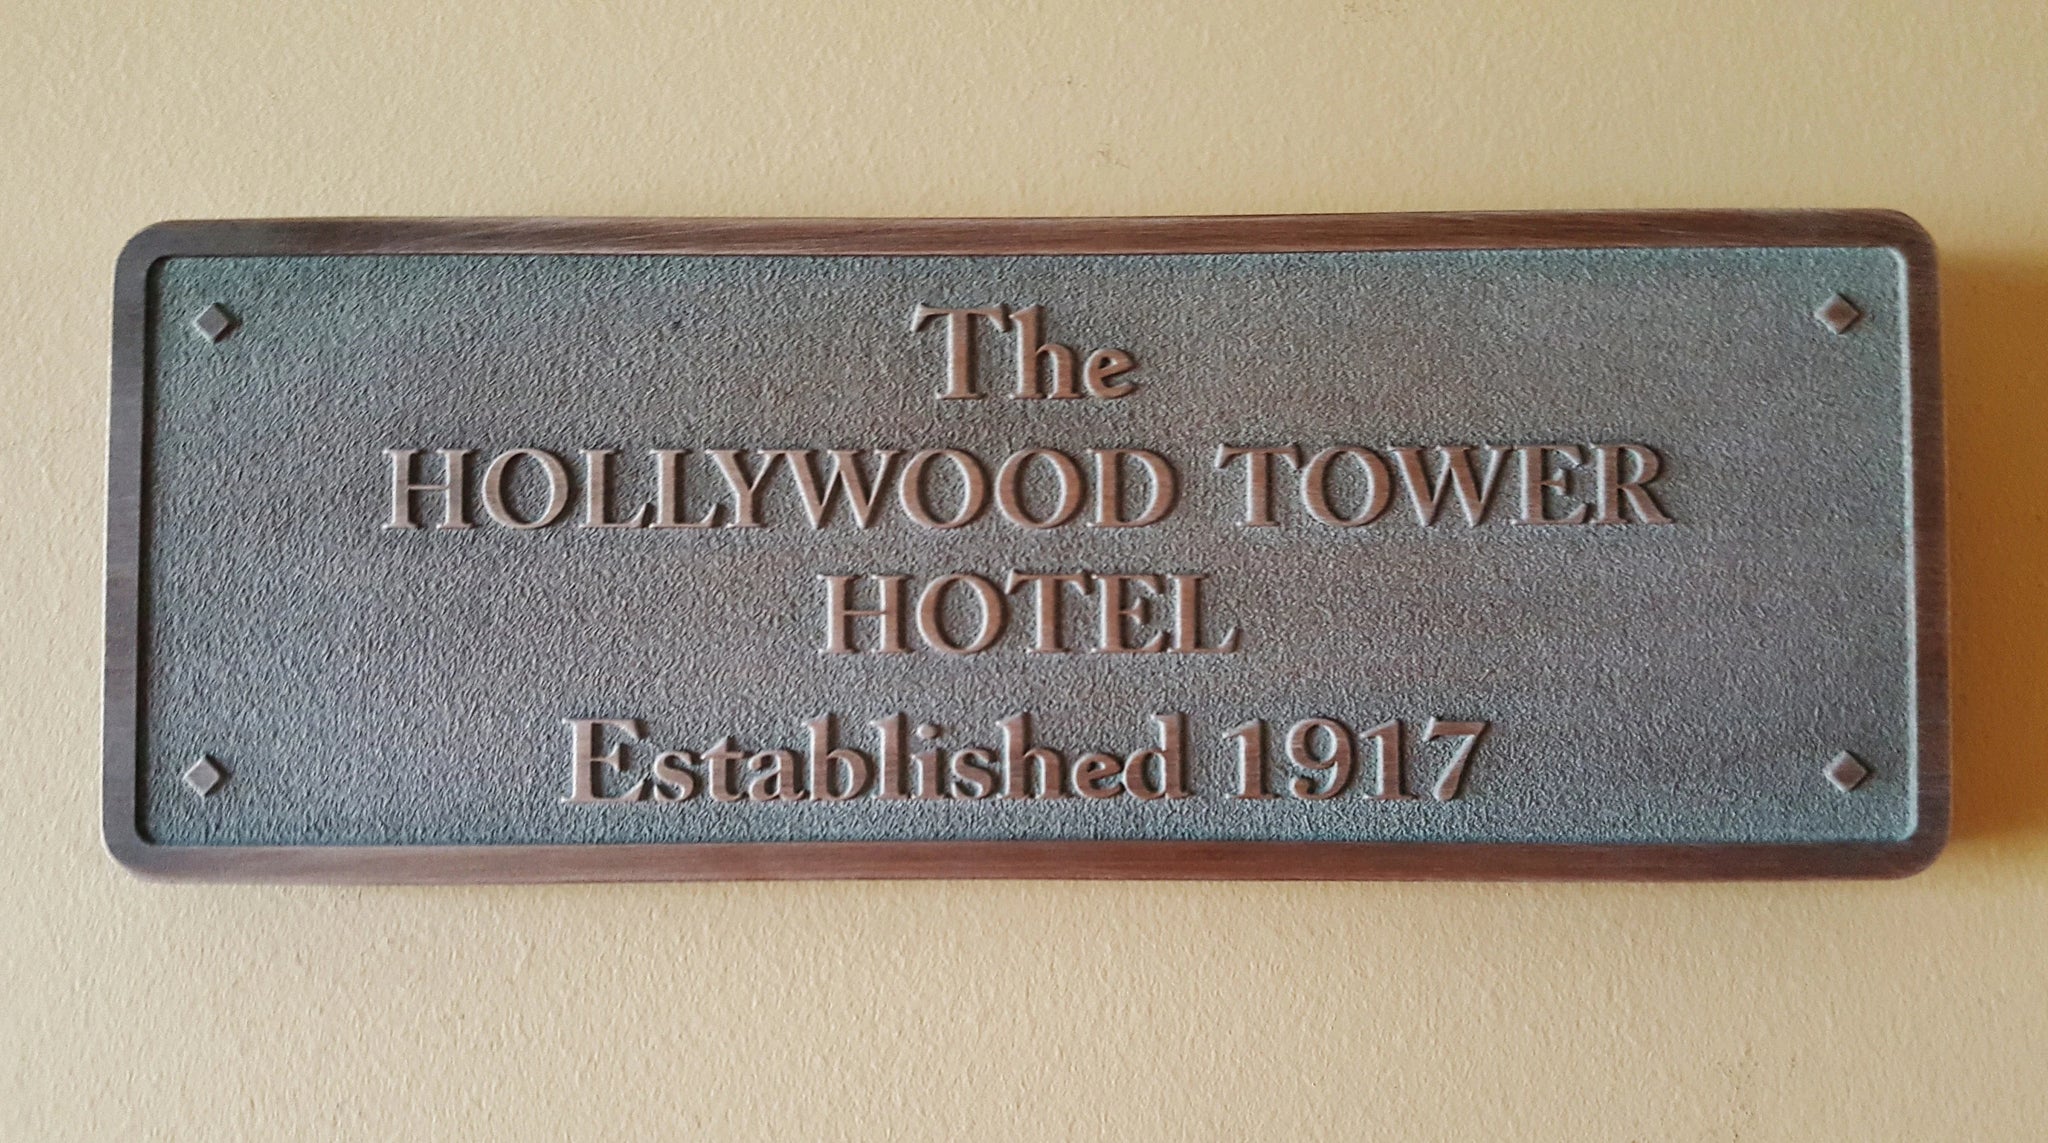 The
HOLLYWOOD TOWER
HOTEL
Established 1917